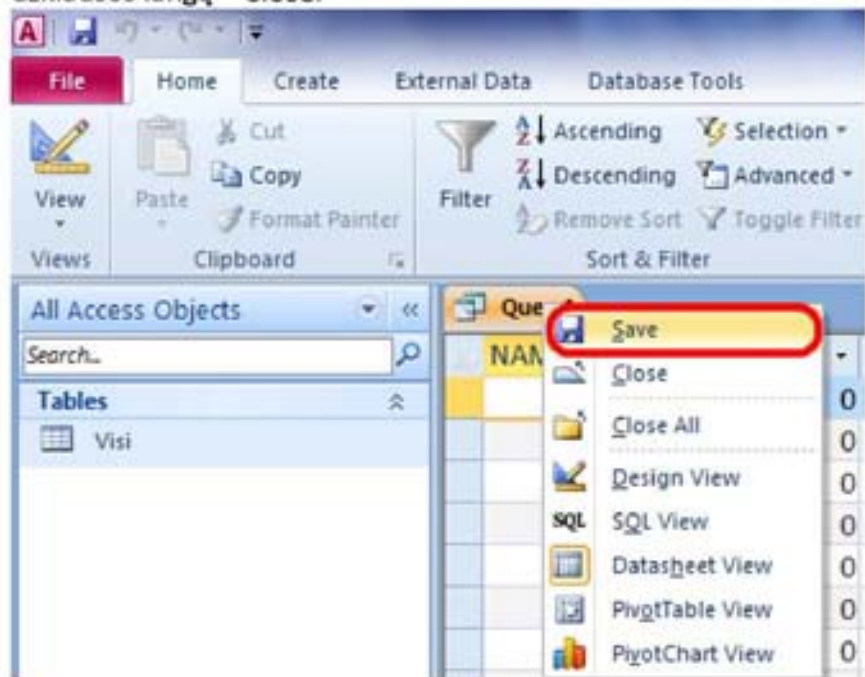 A
File Home Create External Data Database Tools
Cut Ascending Selection
Copy Descending Advanced
View Paste Format Painter Filter Remove Sort Toggle Filter
Views Clipboard Sort & Filter
All Access Objects
Search...
Tables
Visi
NAM
Save
Close
Close All
Design View
SQL SQL View
Datasheet View
PivotTable View
PivotChart View
0
0
0
0
0
0
0